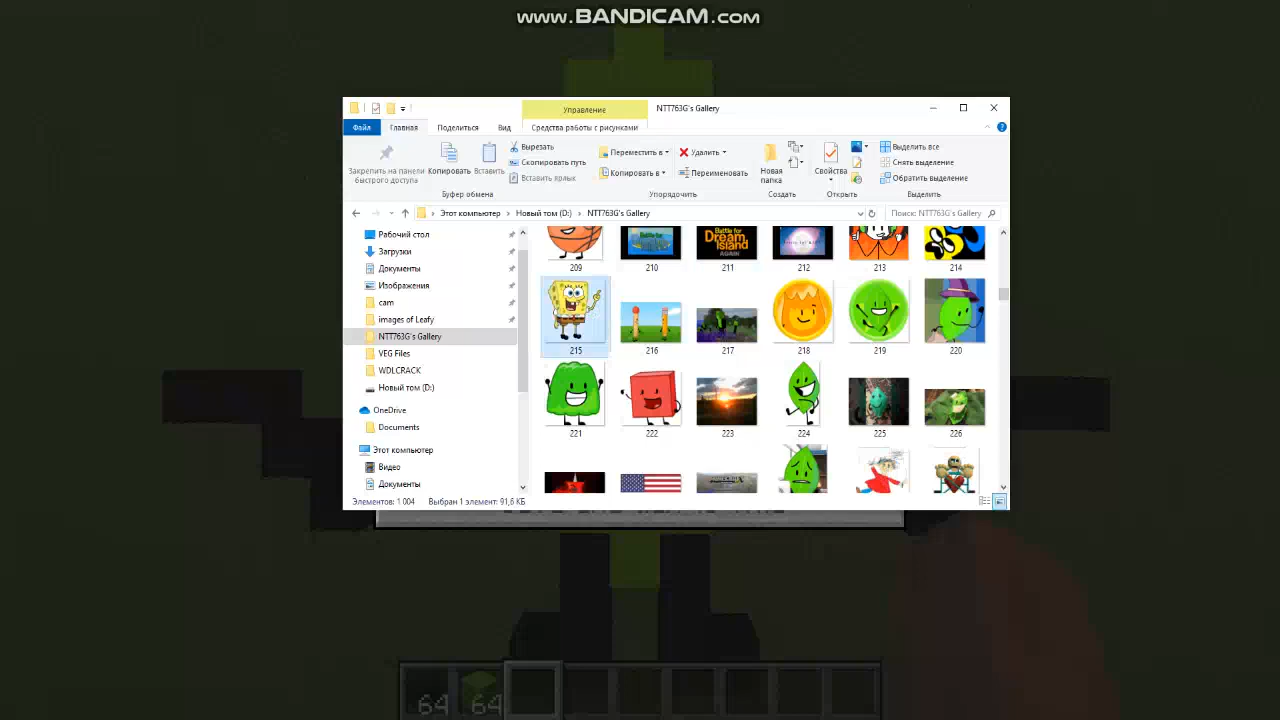 www.BANDICAM.com
Управление
NTT763G's Gallery
Файл
Главная
Поделиться
Вид
Средства работы с рисунками
Закрепить на панели
быстрого доступа
Копировать
Вставить
Вырезать
Скопировать путь
Вставить ярлык
Переместить в
Копировать в
Удалить
Переименовать
Новая
папка
Свойства
Выделить все
Снять выделение
Обратить выделение
Буфер обмена
Упорядочить
Создать
Открыть
Выделить
Этот компьютер
Новый том (D:)
NTT763G's Gallery
Поиск: NTT763G's Gallery
Рабочий стол
Загрузки
Документы
Изображения
cam
images of Leafy
NTT763G's Gallery
VEG Files
WDLCRACK
Новый том (D:)
OneDrive
Documents
Этот компьютер
Видео
Документы
Battle for
Dream
Island
AGAIN
209
210
211
212
213
214
215
216
217
218
219
220
221
222
223
224
225
226
Элементов: 1 004
Выбран 1 элемент: 91,6 КБ
64
64